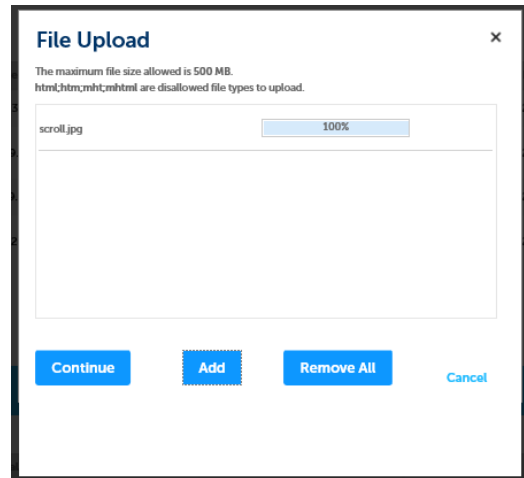 File Upload
×
The maximum file size allowed is 500 MB.
html;htm;mht;mhtml are disallowed file types to upload.
scroll.jpg 100%
Continue Add Remove All Cancel